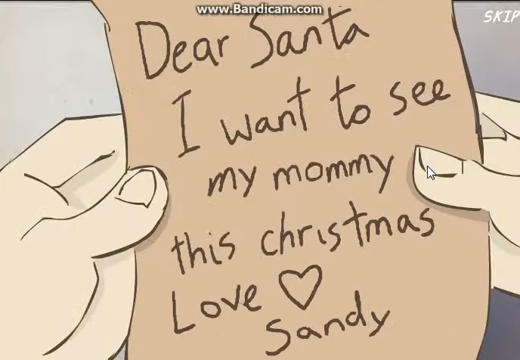 www.Bandicam.com
SKIP
Dear Santa
I want to see
my mommy
this christmas
Love ♡
Sandy